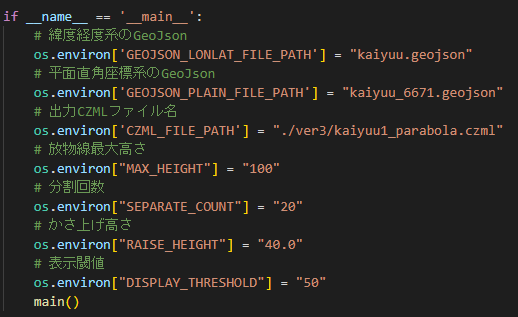 if __name__ == '__main__':
    # 緯度経度系のGeoJson
    os.environ['GEOJSON_LONLAT_FILE_PATH'] = "kaiyuu.geojson"
    # 平面直角座標系のGeoJson
    os.environ['GEOJSON_PLAIN_FILE_PATH'] = "kaiyuu_6671.geojson"
    # 出力CZMLファイル名
    os.environ['CZML_FILE_PATH'] = "./ver3/kaiyuu1_parabola.czml"
    # 放物線最大高さ
    os.environ["MAX_HEIGHT"] = "100"
    # 分割回数
    os.environ["SEPARATE_COUNT"] = "20"
    # かさ上げ高さ
    os.environ["RAISE_HEIGHT"] = "40.0"
    # 表示閾値
    os.environ["DISPLAY_THRESHOLD"] = "50"
    main()